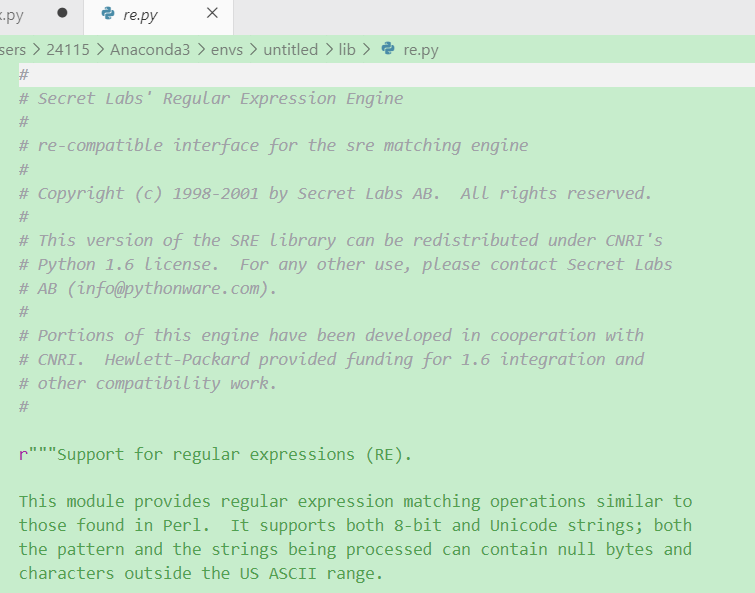 x.py ● re.py ×
sers > 24115 > Anaconda3 > envs > untitled > lib > re.py
#
# Secret Labs' Regular Expression Engine
#
# re-compatible interface for the sre matching engine
#
# Copyright (c) 1998-2001 by Secret Labs AB.  All rights reserved.
#
# This version of the SRE library can be redistributed under CNRI's
# Python 1.6 license.  For any other use, please contact Secret Labs
# AB (info@pythonware.com).
#
# Portions of this engine have been developed in cooperation with
# CNRI.  Hewlett-Packard provided funding for 1.6 integration and
# other compatibility work.
#
r"""Support for regular expressions (RE).
This module provides regular expression matching operations similar to
those found in Perl.  It supports both 8-bit and Unicode strings; both
the pattern and the strings being processed can contain null bytes and
characters outside the US ASCII range.